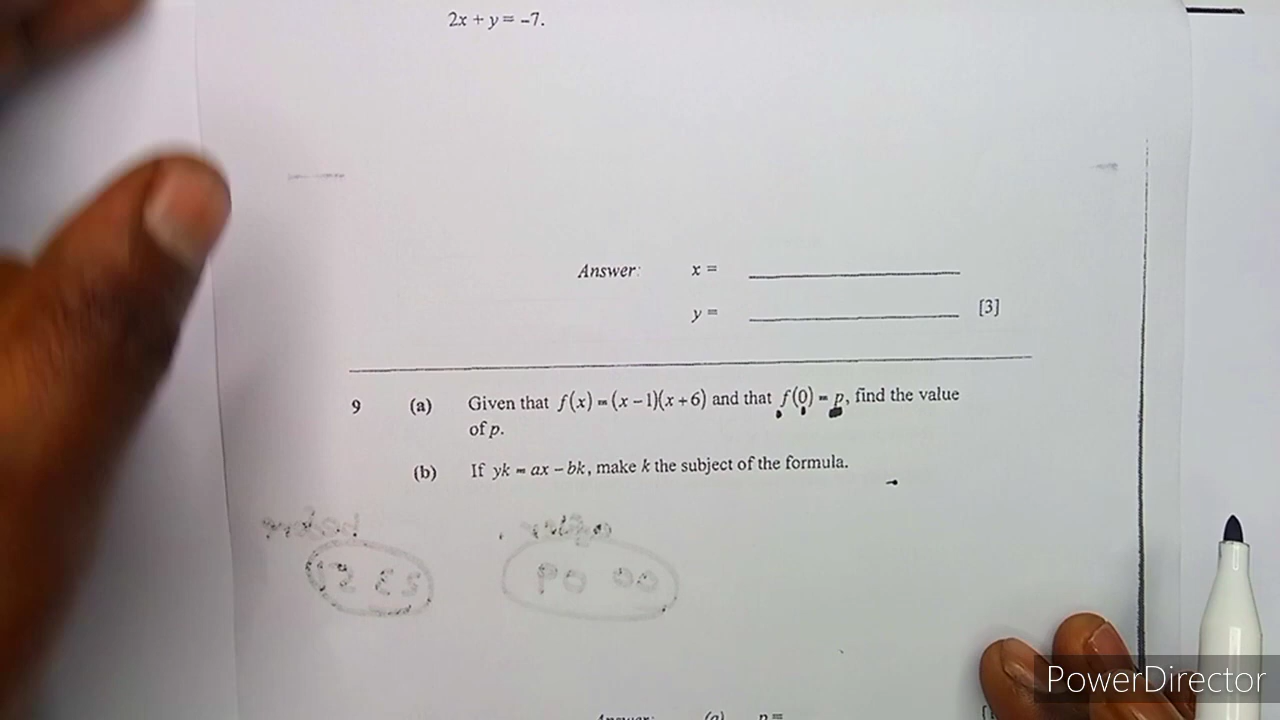 2x + y = –7.
Answer: x =
y = [3]
9 (a) Given that f(x) = (x – 1)(x + 6) and that f(0) = p, find the value
of p.
(b) If yk = ax – bk, make k the subject of the formula.
Answer: (a) p =
PowerDirector